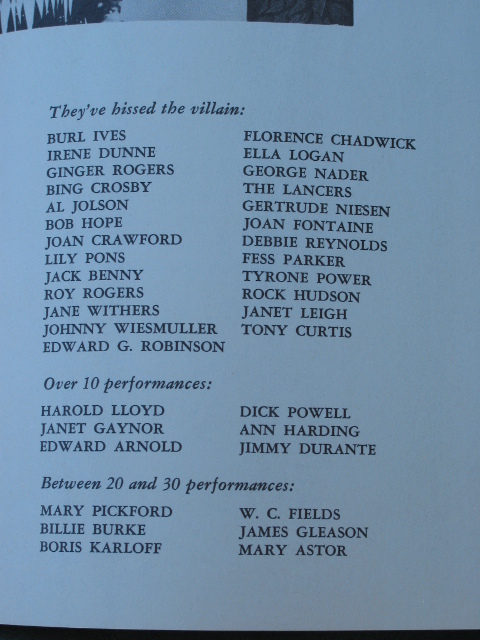 They've hissed the villain:
BURL IVES
IRENE DUNNE
GINGER ROGERS
BING CROSBY
AL JOLSON
BOB HOPE
JOAN CRAWFORD
LILY PONS
JACK BENNY
ROY ROGERS
JANE WITHERS
JOHNNY WIESMULLER
EDWARD G. ROBINSON
FLORENCE CHADWICK
ELLA LOGAN
GEORGE NADER
THE LANCERS
GERTRUDE NIESEN
JOAN FONTAINE
DEBBIE REYNOLDS
FESS PARKER
TYRONE POWER
ROCK HUDSON
JANET LEIGH
TONY CURTIS
Over 10 performances:
HAROLD LLOYD
JANET GAYNOR
EDWARD ARNOLD
DICK POWELL
ANN HARDING
JIMMY DURANTE
Between 20 and 30 performances:
MARY PICKFORD
BILLIE BURKE
BORIS KARLOFF
W. C. FIELDS
JAMES GLEASON
MARY ASTOR